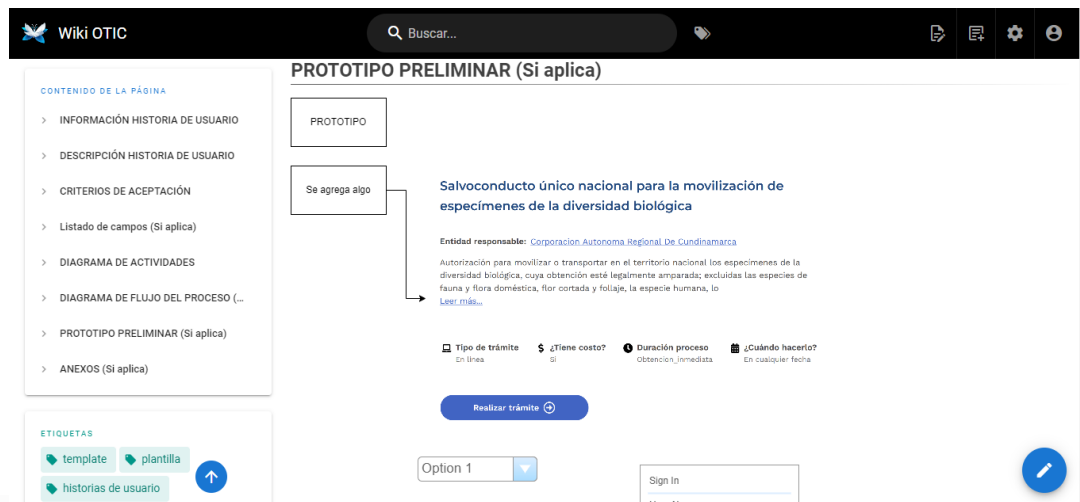 Wiki OTIC
Buscar...
CONTENIDO DE LA PÁGINA
INFORMACIÓN HISTORIA DE USUARIO
DESCRIPCIÓN HISTORIA DE USUARIO
CRITERIOS DE ACEPTACIÓN
Listado de campos (Si aplica)
DIAGRAMA DE ACTIVIDADES
DIAGRAMA DE FLUJO DEL PROCESO (...
PROTOTIPO PRELIMINAR (Si aplica)
ANEXOS (Si aplica)
ETIQUETAS
template
plantilla
historias de usuario
PROTOTIPO PRELIMINAR (Si aplica)
PROTOTIPO
Se agrega algo
Salvoconducto único nacional para la movilización de
especímenes de la diversidad biológica
Entidad responsable: Corporacion Autonoma Regional De Cundinamarca
Autorización para movilizar o transportar en el territorio nacional los especimenes de la
diversidad biológica, cuya obtención esté legalmente amparada; excluidas las especies de
fauna y flora doméstica, flor cortada y follaje, la especie humana, lo
Leer más...
Tipo de trámite
En línea
¿Tiene costo?
Si
Duración proceso
Obtencion_inmediata
¿Cuándo hacerlo?
En cualquier fecha
Realizar trámite
Option 1
Sign In